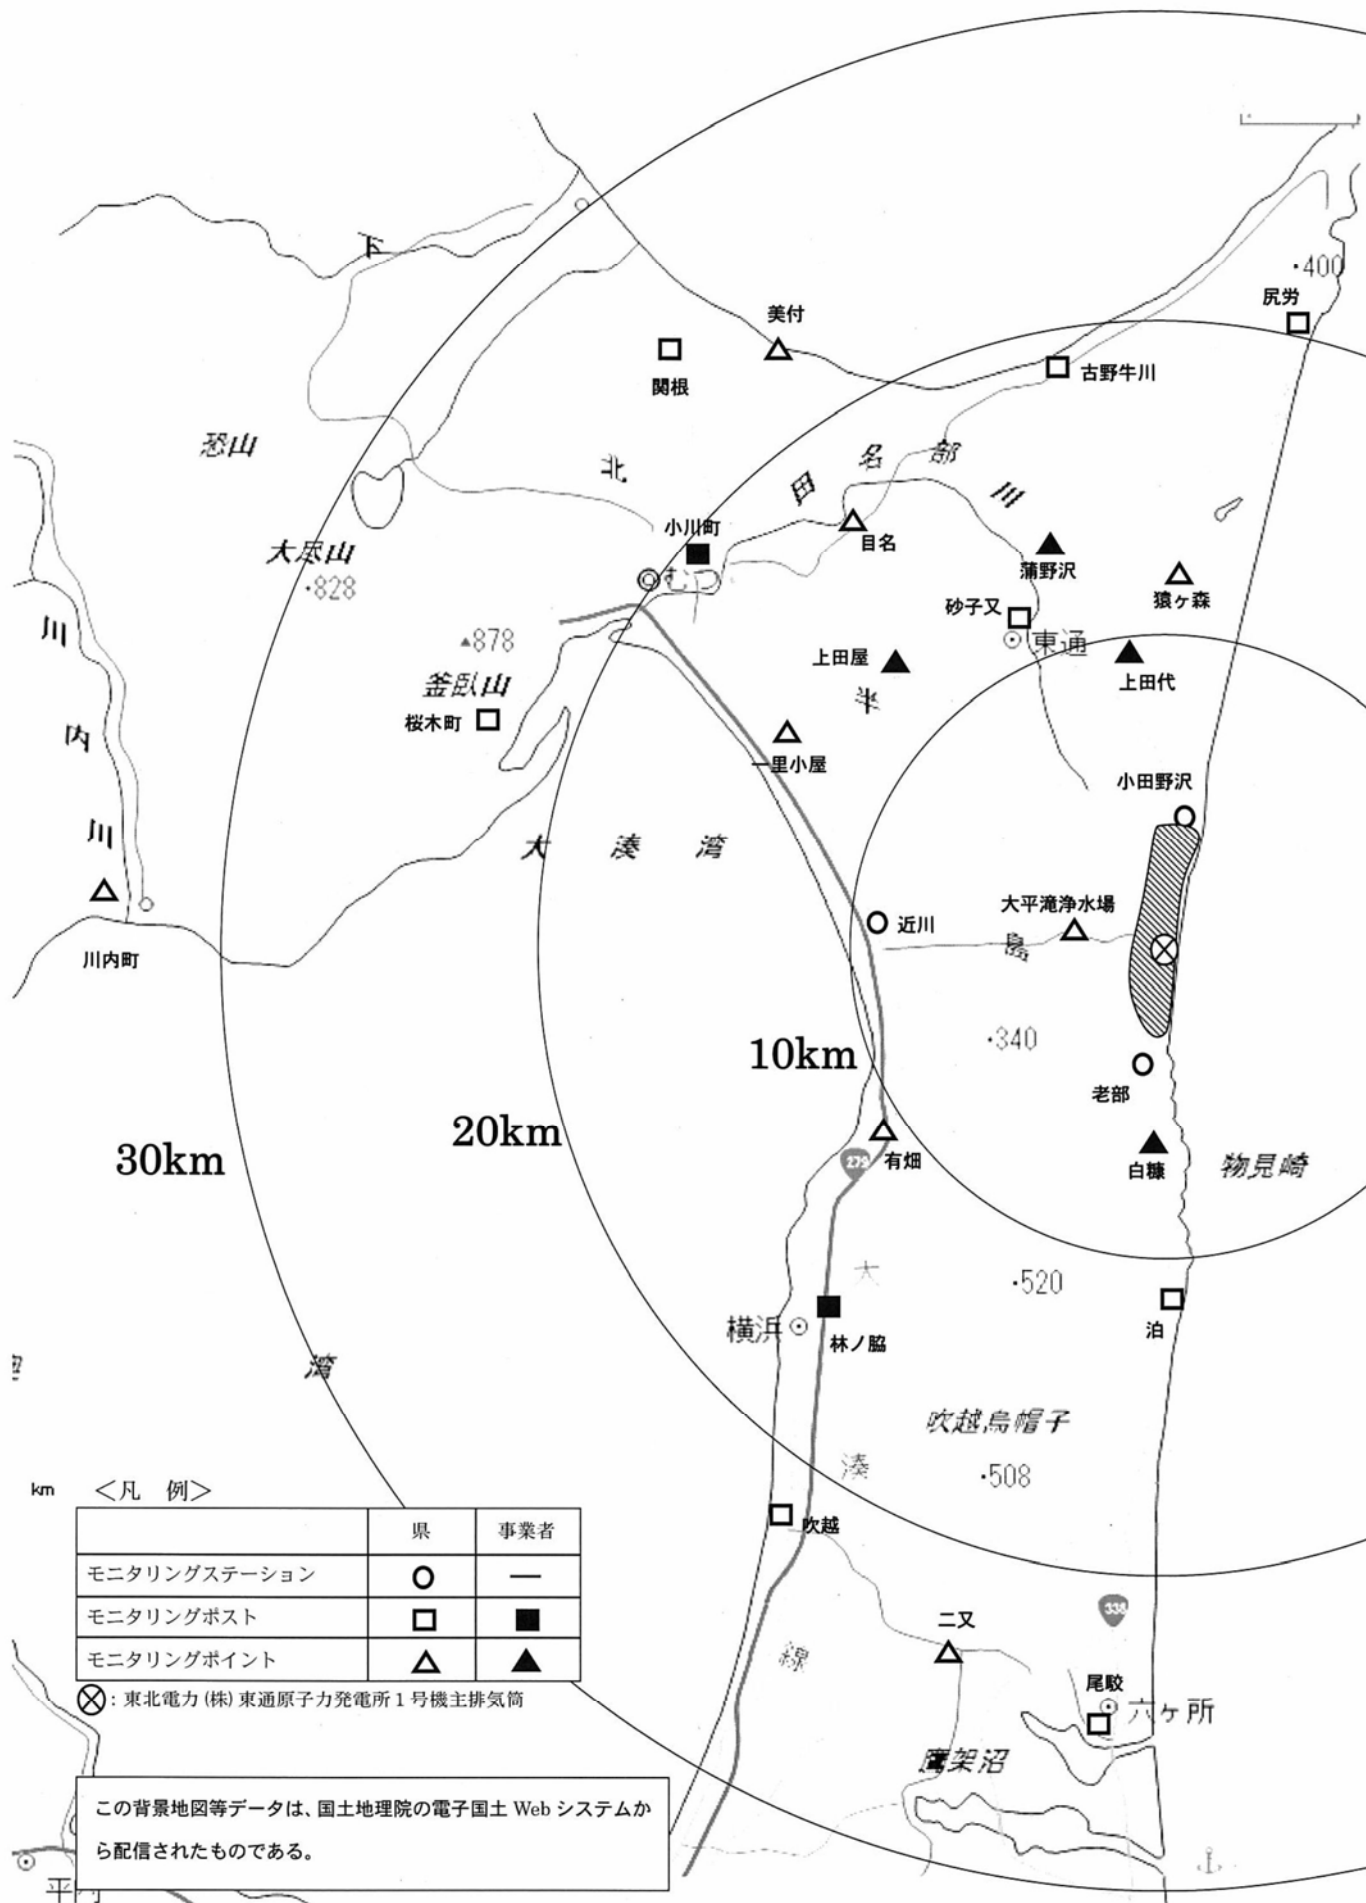 下
・400
尻労
美付
関根
古野牛川
恐山
北
田 名 部 川
小川町
目名
蒲野沢
大尽山
・828
むつ
猿ヶ森
砂子又
東通
川 内 川
▲878
釜臥山
上田屋
上田代
半
桜木町
一里小屋
小田野沢
大 湊 湾
大平滝浄水場
近川
島
川内町
・340
10km
老部
20km
30km
279
有畑
白糠
物見崎
大
・520
横浜
林ノ脇
泊
湾
吹越烏帽子
・508
湊
km
<凡 例>
県 事業者
モニタリングステーション ○ ―
モニタリングポスト □ ■
モニタリングポイント △ ▲
⊗: 東北電力 (株) 東通原子力発電所 1 号機主排気筒
吹越
338
二又
線
尾駮
六ヶ所
鷹架沼
この背景地図等データは、国土地理院の電子国土 Web システムか
ら配信されたものである。
平